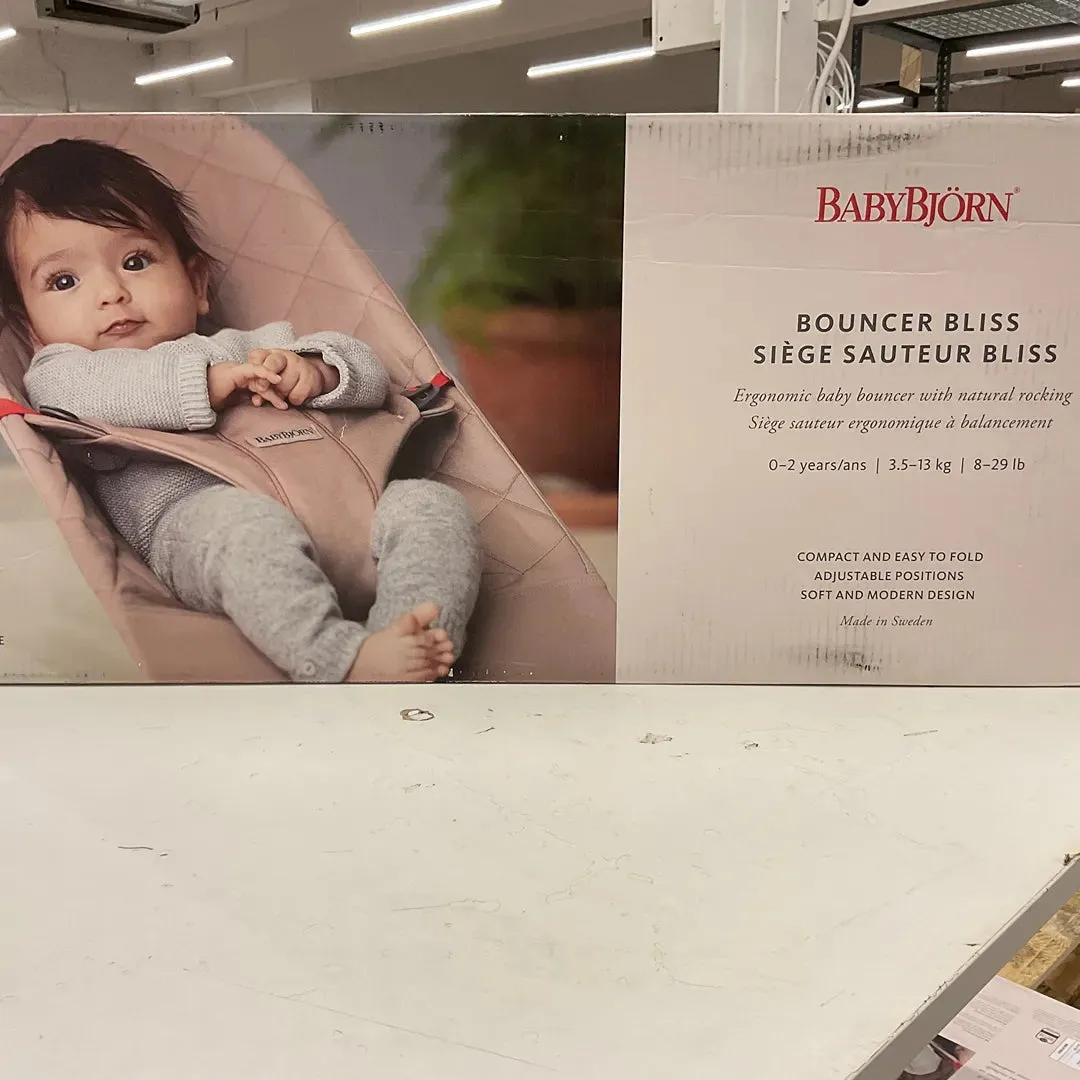 BABYBJÖRN
BABYBJÖRN®
BOUNCER BLISS
SIÈGE SAUTEUR BLISS
Ergonomic baby bouncer with natural rocking
Siège sauteur ergonomique à balancement
0–2 years/ans | 3.5–13 kg | 8–29 lb
COMPACT AND EASY TO FOLD
ADJUSTABLE POSITIONS
SOFT AND MODERN DESIGN
Made in Sweden
E